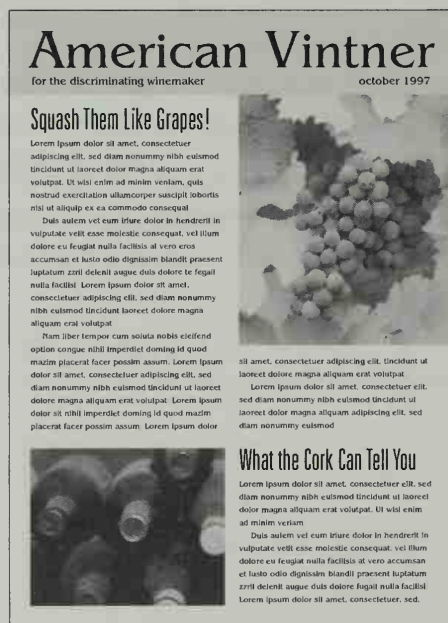 American Vintner
for the discriminating winemaker
october 1997
Squash Them Like Grapes!
Lorem ipsum dolor sit amet, consectetuer
adipiscing elit, sed diam nonummy nibh euismod
tincidunt ut laoreet dolor magna aliquam erat
volutpat. Ut wisi enim ad minim veniam, quis
nostrud exercitation ullamcorper suscipit lobortis
nisl ut aliquip ex ea commodo consequat
Duis autem vel eum iriure dolor in hendrerit in
vulputate velit esse molestie consequat, vel illum
dolore eu feugiat nulla facilisis at vero eros
accumsan et iusto odio dignissim blandit praesent
luptatum zzril delenit augue duis dolore te fegait
nulla facilisi Lorem ipsum dolor sit amet,
consectetuer adipiscing elit, sed diam nonummy
nibh euismod tincidunt laoreet dolore magna
aliquam erat volutpat
Nam liber tempor cum soluta nobis eleifend
option congue nihil imperdiet doming id quod
mazim placerat facer possim assum. Lorem ipsum
dolor sit amet, consectetuer adipiscing elit, sed
diam nonummy nibh euismod tincidunt ut laoreet
dolore magna aliquam erat volutpat Lorem ipsum
dolor sit nihil imperdiet doming id quod mazim
placerat facer possim assum Lorem ipsum dolor
sit amet, consectetuer adipiscing elit, tincidunt ut
laoreet dolore magna aliquam erat volutpat
Lorem ipsum dolor sit amet, consectetuer elit,
sed diam nonummy nibh euismod tincidunt ut
laoreet dolor magna aliquam adipiscing elit, sed
diam nonummy euismod
What the Cork Can Tell You
Lorem ipsum dolor sit amet, consectetuer elit, sed
diam nonummy nibh euismod tincidunt ut laoreet
dolor magna aliquam erat volutpat. Ut wisi enim
ad minim veniam
Duis autem vel eum iriure dolor in hendrerit in
vulputate velit esse molestie consequat, vel illum
dolore eu feugiat nulla facilisis at vero accumsan
et iusto odio dignissim blandit praesent luptatum
zzril delenit augue duis dolore fugait nulla facilisi
Lorem ipsum dolor sit amet, consectetuer, sed,